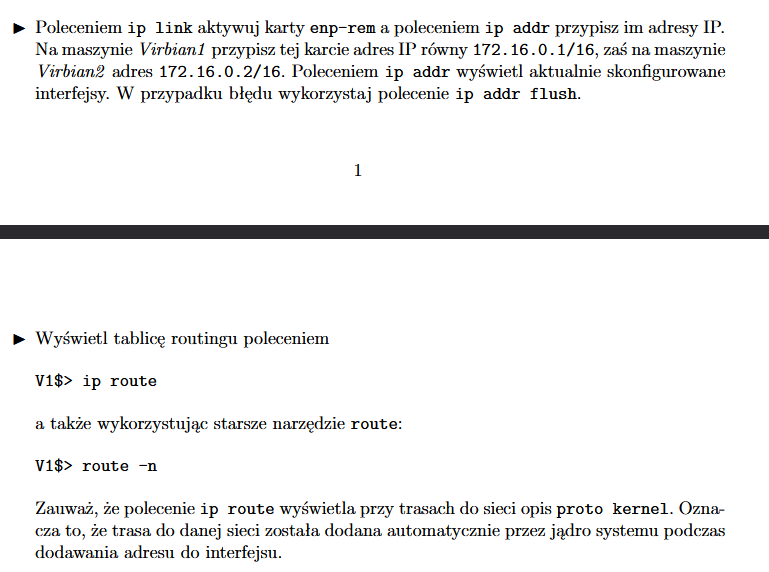 ► Poleceniem ip link aktywuj karty enp-rem a poleceniem ip addr przypisz im adresy IP.
Na maszynie Virbian1 przypisz tej karcie adres IP równy 172.16.0.1/16, zaś na maszynie
Virbian2 adres 172.16.0.2/16. Poleceniem ip addr wyświetl aktualnie skonfigurowane
interfejsy. W przypadku błędu wykorzystaj polecenie ip addr flush.
1
► Wyświetl tablicę routingu poleceniem
V1$> ip route
a także wykorzystując starsze narzędzie route:
V1$> route -n
Zauważ, że polecenie ip route wyświetla przy trasach do sieci opis proto kernel. Ozna-
cza to, że trasa do danej sieci została dodana automatycznie przez jądro systemu podczas
dodawania adresu do interfejsu.